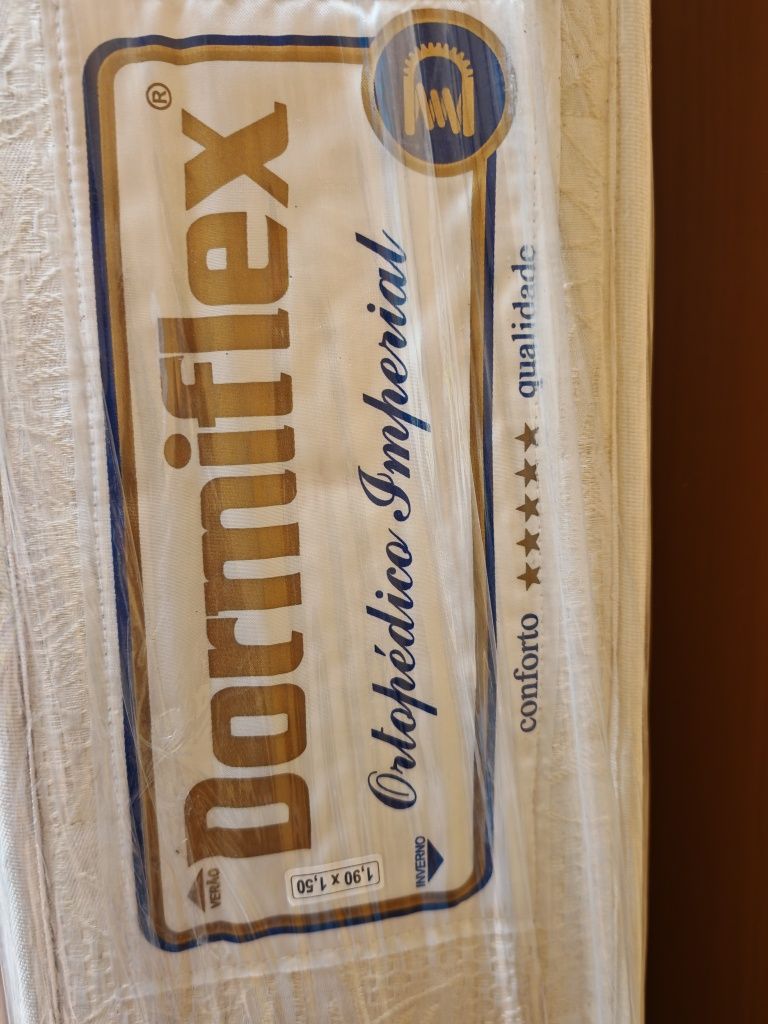 Dormiflex®
Ortopédico Imperial
VERÃO
1,90 x 1,50
INVERNO
conforto ★★★★★ qualidade